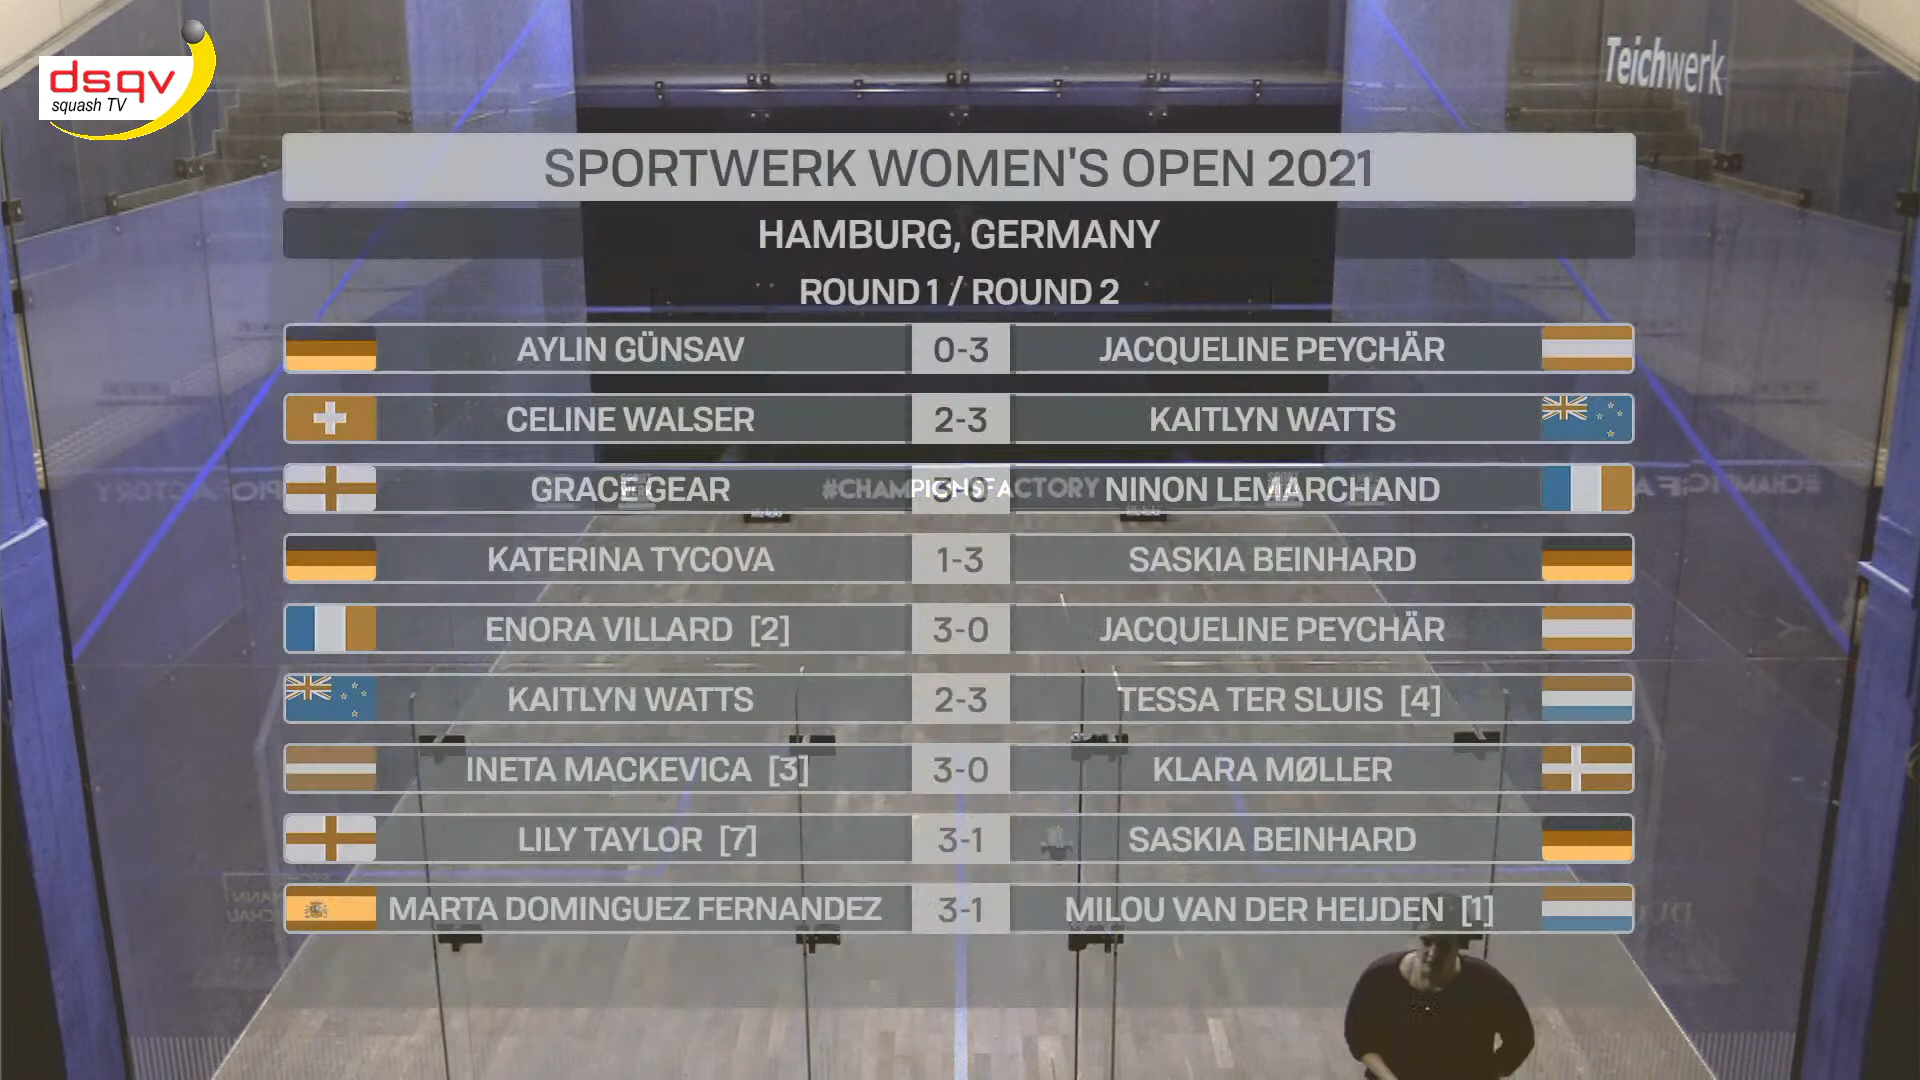 dsqv
squash TV
Teichwerk
SPORTWERK WOMEN'S OPEN 2021
HAMBURG, GERMANY
ROUND 1 / ROUND 2
AYLIN GÜNSAV 0-3 JACQUELINE PEYCHÄR
CELINE WALSER 2-3 KAITLYN WATTS
GRACE GEAR 3-0 NINON LEMARCHAND
#CHAMPIONSFACTORY
KATERINA TYCOVA 1-3 SASKIA BEINHARD
ENORA VILLARD [2] 3-0 JACQUELINE PEYCHÄR
KAITLYN WATTS 2-3 TESSA TER SLUIS [4]
INETA MACKEVICA [3] 3-0 KLARA MØLLER
LILY TAYLOR [7] 3-1 SASKIA BEINHARD
MARTA DOMINGUEZ FERNANDEZ 3-1 MILOU VAN DER HEIJDEN [1]